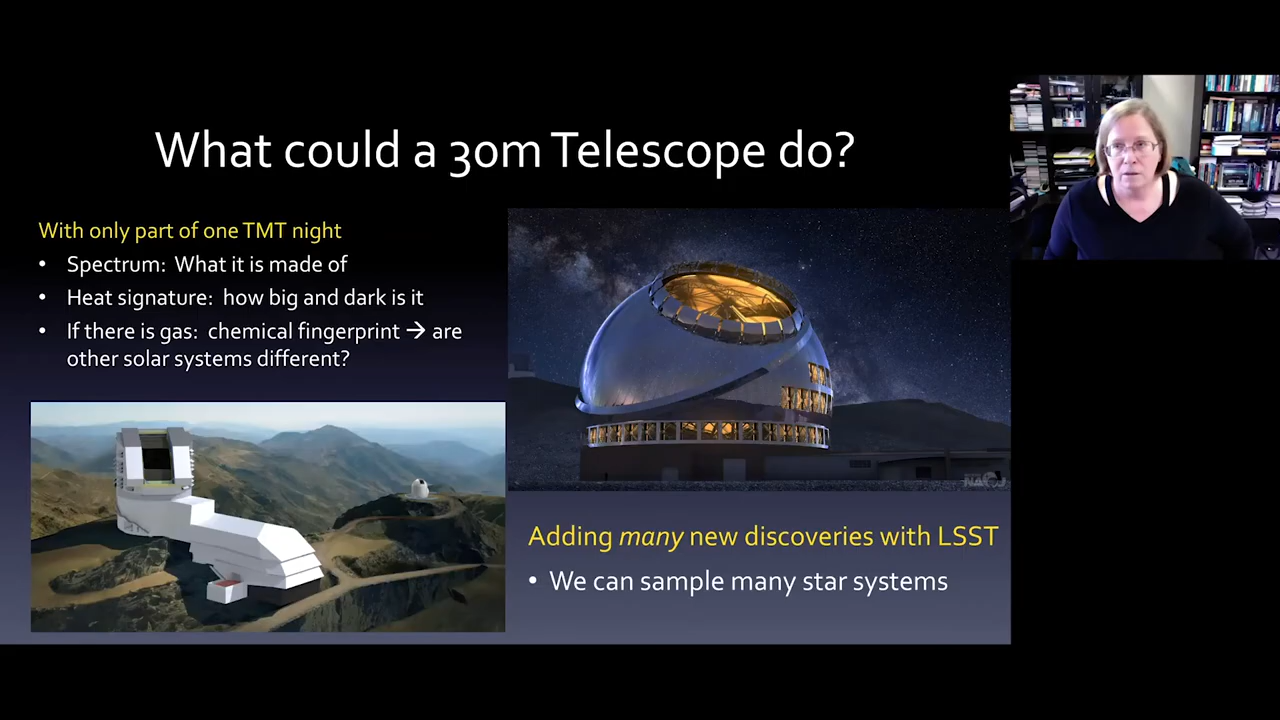 What could a 30m Telescope do?
With only part of one TMT night
• Spectrum: What it is made of
• Heat signature: how big and dark is it
• If there is gas: chemical fingerprint → are
other solar systems different?
NAOJ
Adding many new discoveries with LSST
• We can sample many star systems